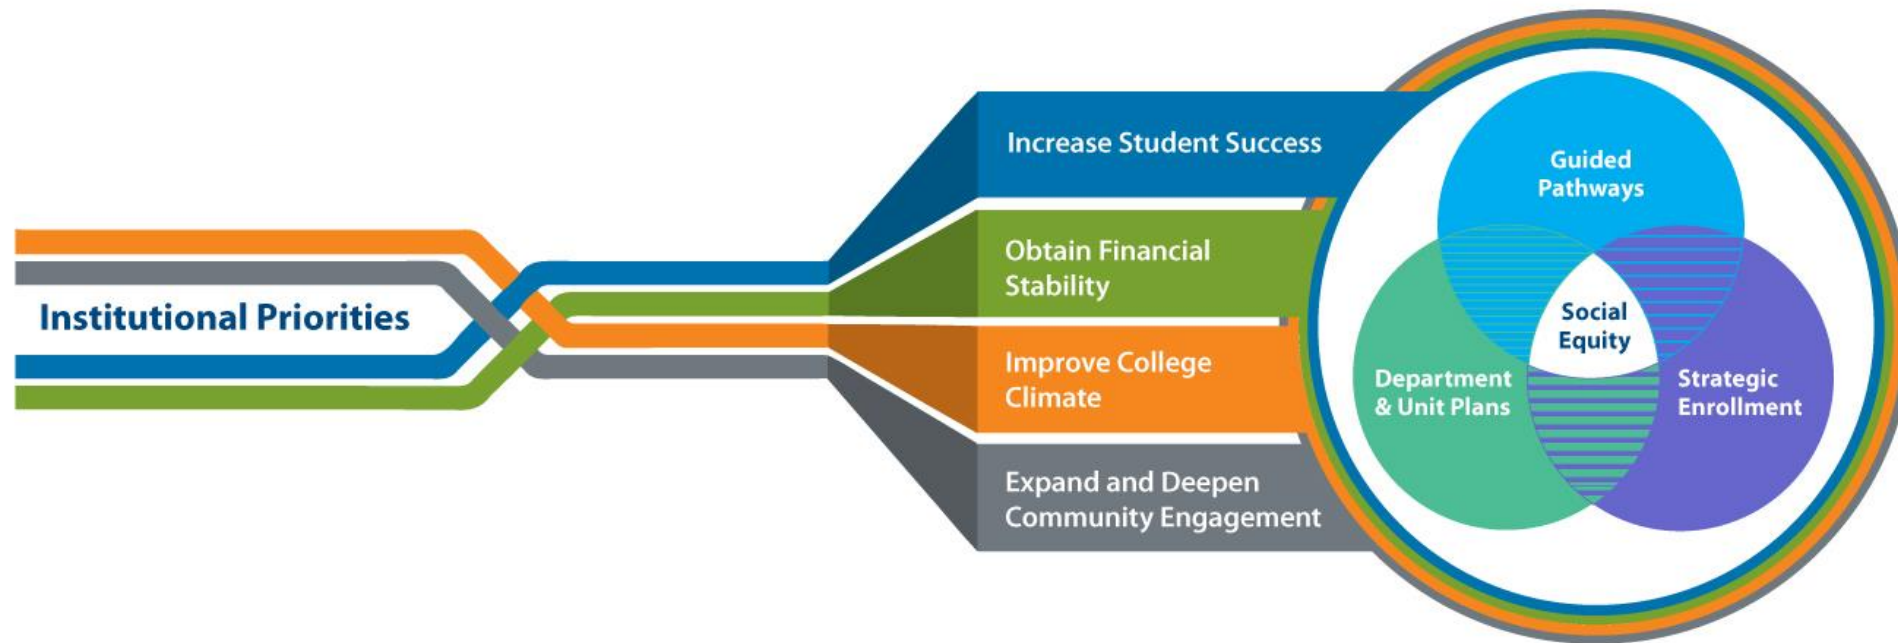 Institutional Priorities
Increase Student Success
Obtain Financial
Stability
Improve College
Climate
Expand and Deepen
Community Engagement
Guided
Pathways
Social
Equity
Department
& Unit Plans
Strategic
Enrollment